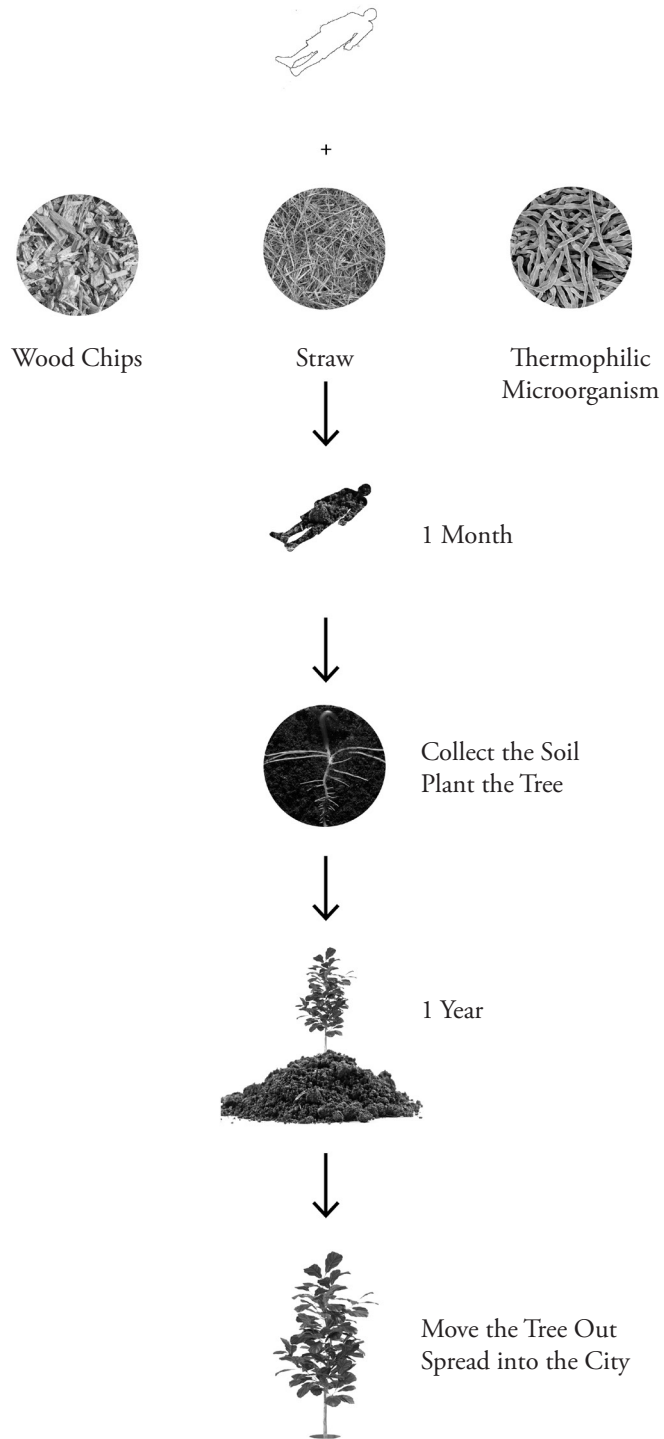 +
Wood Chips
Straw
Thermophilic
Microorganism
1 Month
Collect the Soil
Plant the Tree
1 Year
Move the Tree Out
Spread into the City